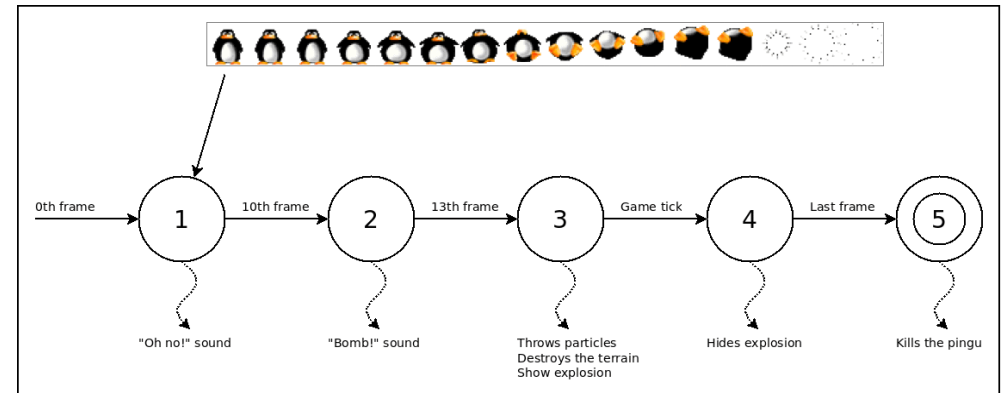 0th frame
1
10th frame
2
13th frame
3
Game tick
4
Last frame
5
"Oh no!" sound
"Bomb!" sound
Throws particles
Destroys the terrain
Show explosion
Hides explosion
Kills the pingu